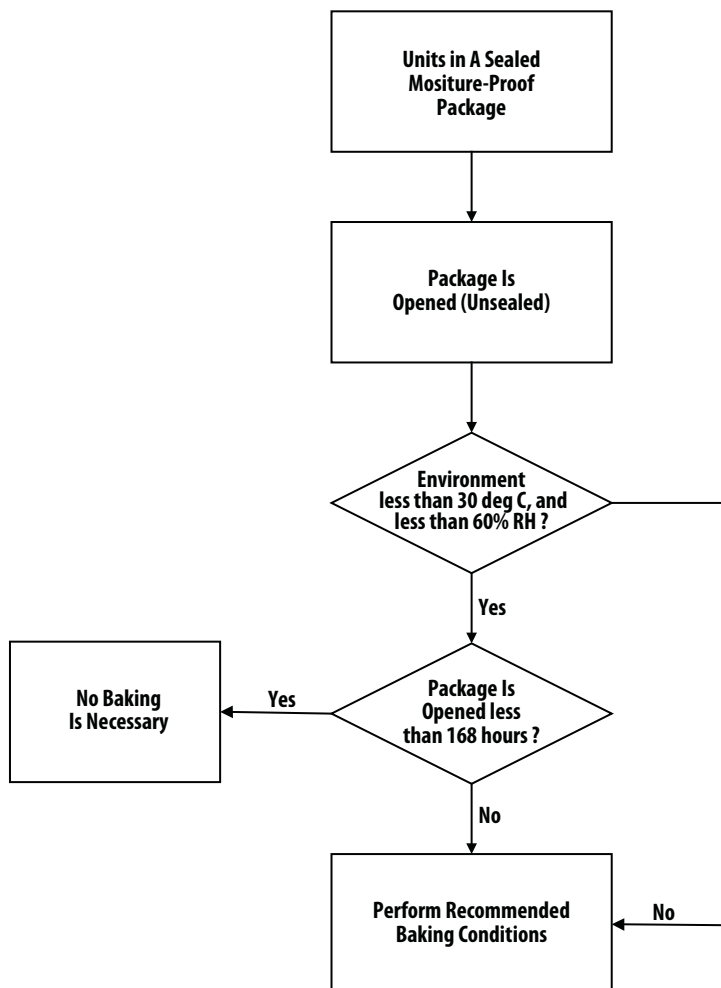 Units in A Sealed
Mositure-Proof
Package
Package Is
Opened (Unsealed)
Environment
less than 30 deg C, and
less than 60% RH ?
Yes
No Baking
Is Necessary
Yes
Package Is
Opened less
than 168 hours ?
No
Perform Recommended
Baking Conditions
No